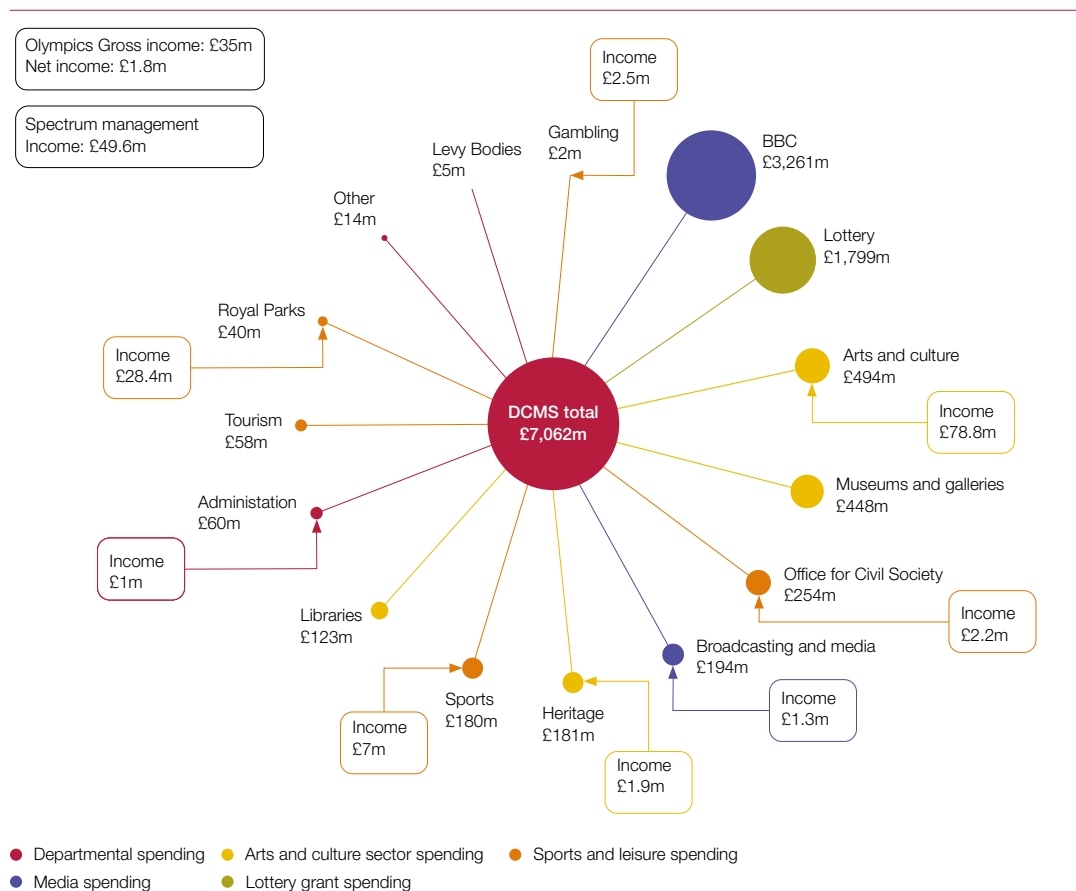 Olympics Gross income: £35m
Net income: £1.8m
Spectrum management
Income: £49.6m
Income
£2.5m
Gambling
£2m
Levy Bodies
£5m
Other
£14m
BBC
£3,261m
Lottery
£1,799m
Royal Parks
£40m
Income
£28.4m
Arts and culture
£494m
Income
£78.8m
Tourism
£58m
DCMS total
£7,062m
Museums and galleries
£448m
Administation
£60m
Income
£1m
Office for Civil Society
£254m
Income
£2.2m
Libraries
£123m
Broadcasting and media
£194m
Income
£1.3m
Sports
£180m
Income
£7m
Heritage
£181m
Income
£1.9m
Departmental spending
Arts and culture sector spending
Sports and leisure spending
Media spending
Lottery grant spending